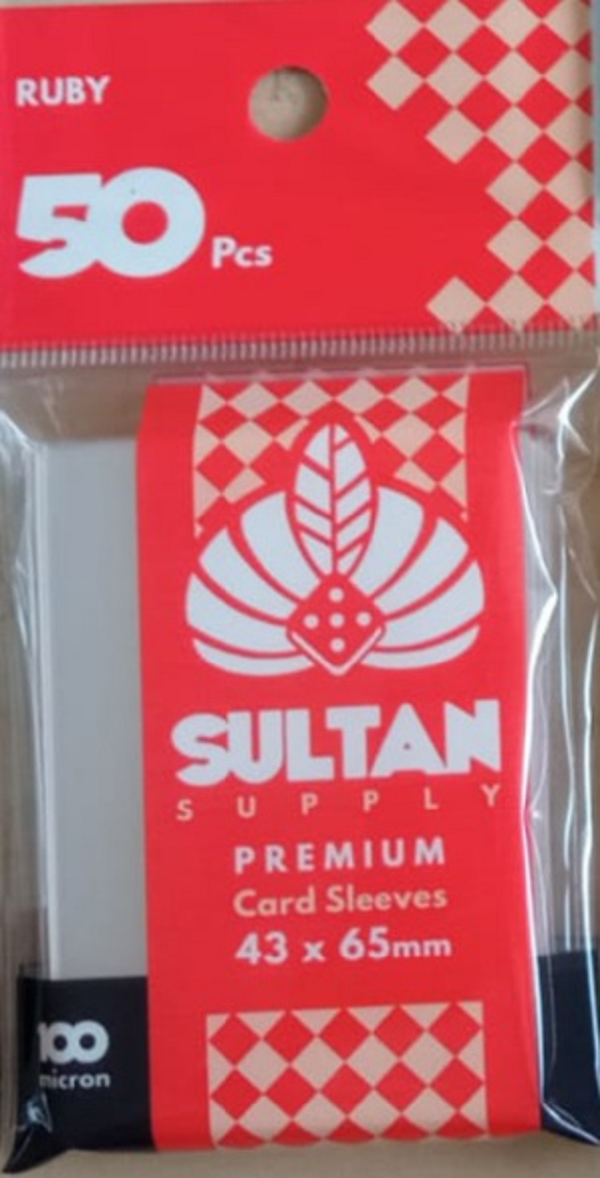 RUBY
50 Pcs
SULTAN
SUPPLY
PREMIUM
Card Sleeves
43 x 65mm
100
micron